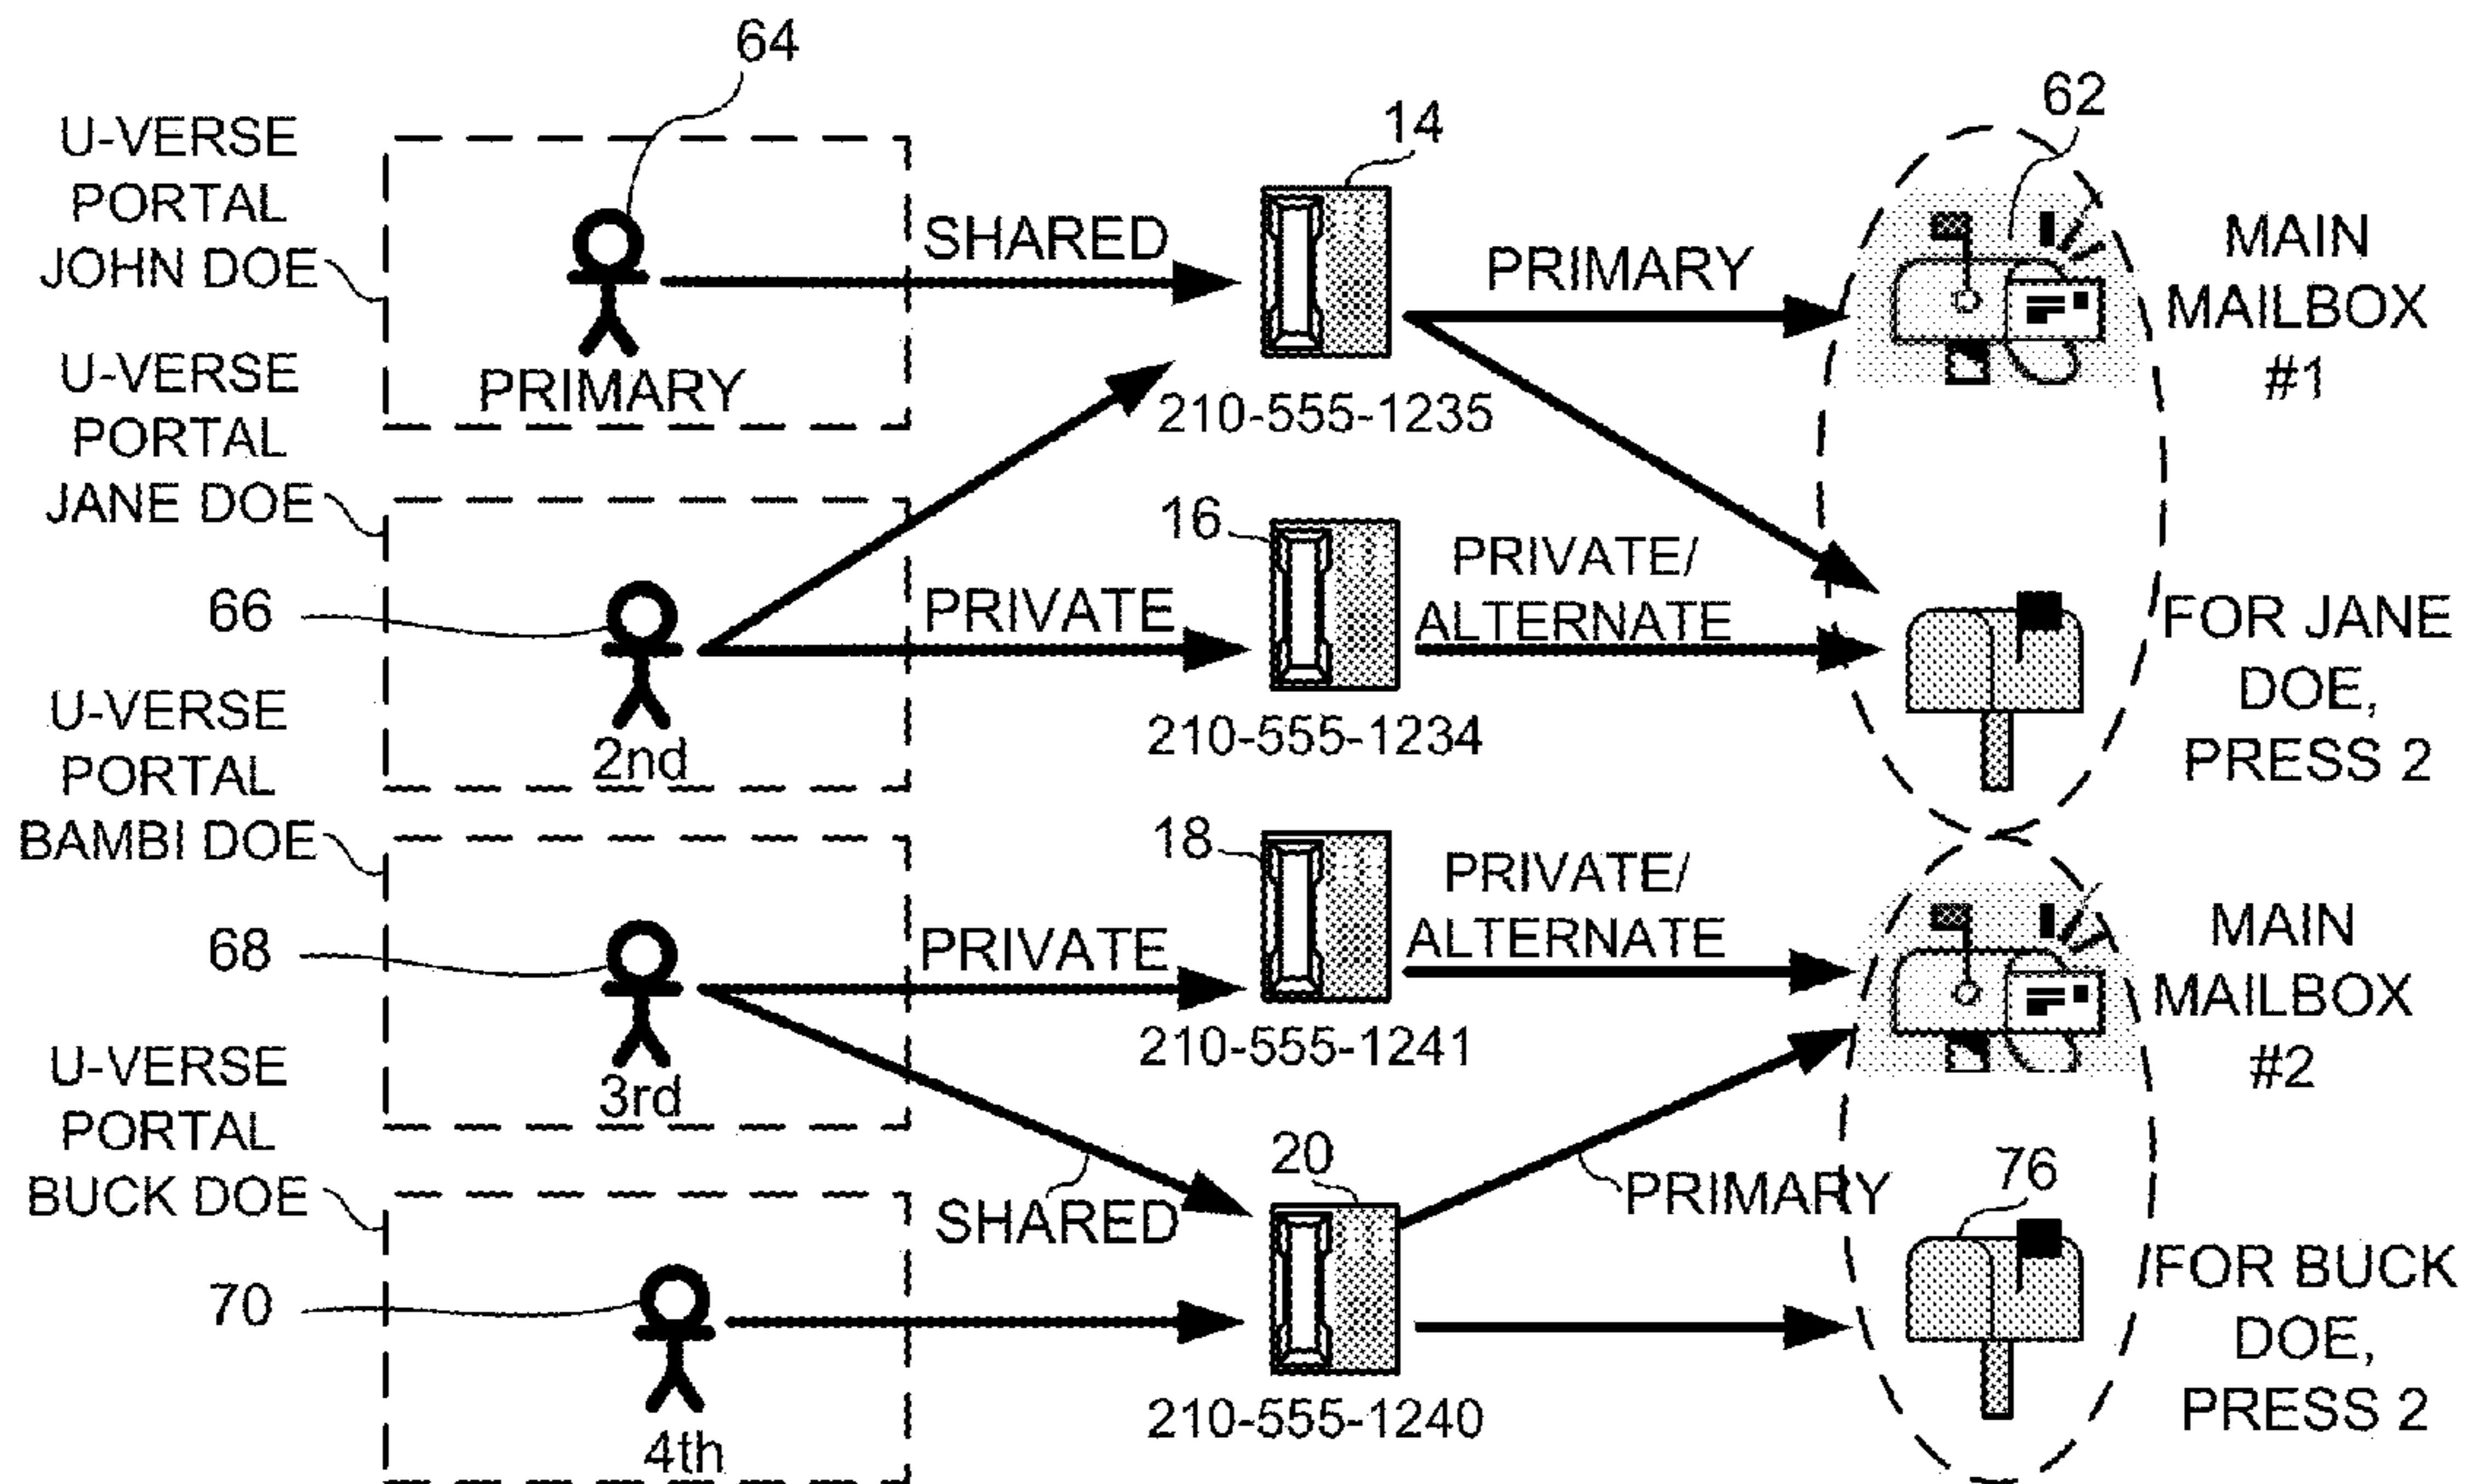 64
62
14
U-VERSE
PORTAL
JOHN DOE
SHARED
PRIMARY
MAIN
MAILBOX
#1
PRIMARY
210-555-1235
U-VERSE
PORTAL
JANE DOE
66
2nd
PRIVATE
16
210-555-1234
PRIVATE/
ALTERNATE
FOR JANE
DOE,
PRESS 2
U-VERSE
PORTAL
BAMBI DOE
68
3rd
PRIVATE
18
210-555-1241
PRIVATE/
ALTERNATE
MAIN
MAILBOX
#2
U-VERSE
PORTAL
BUCK DOE
70
4th
SHARED
20
210-555-1240
PRIMARY
76
FOR BUCK
DOE,
PRESS 2